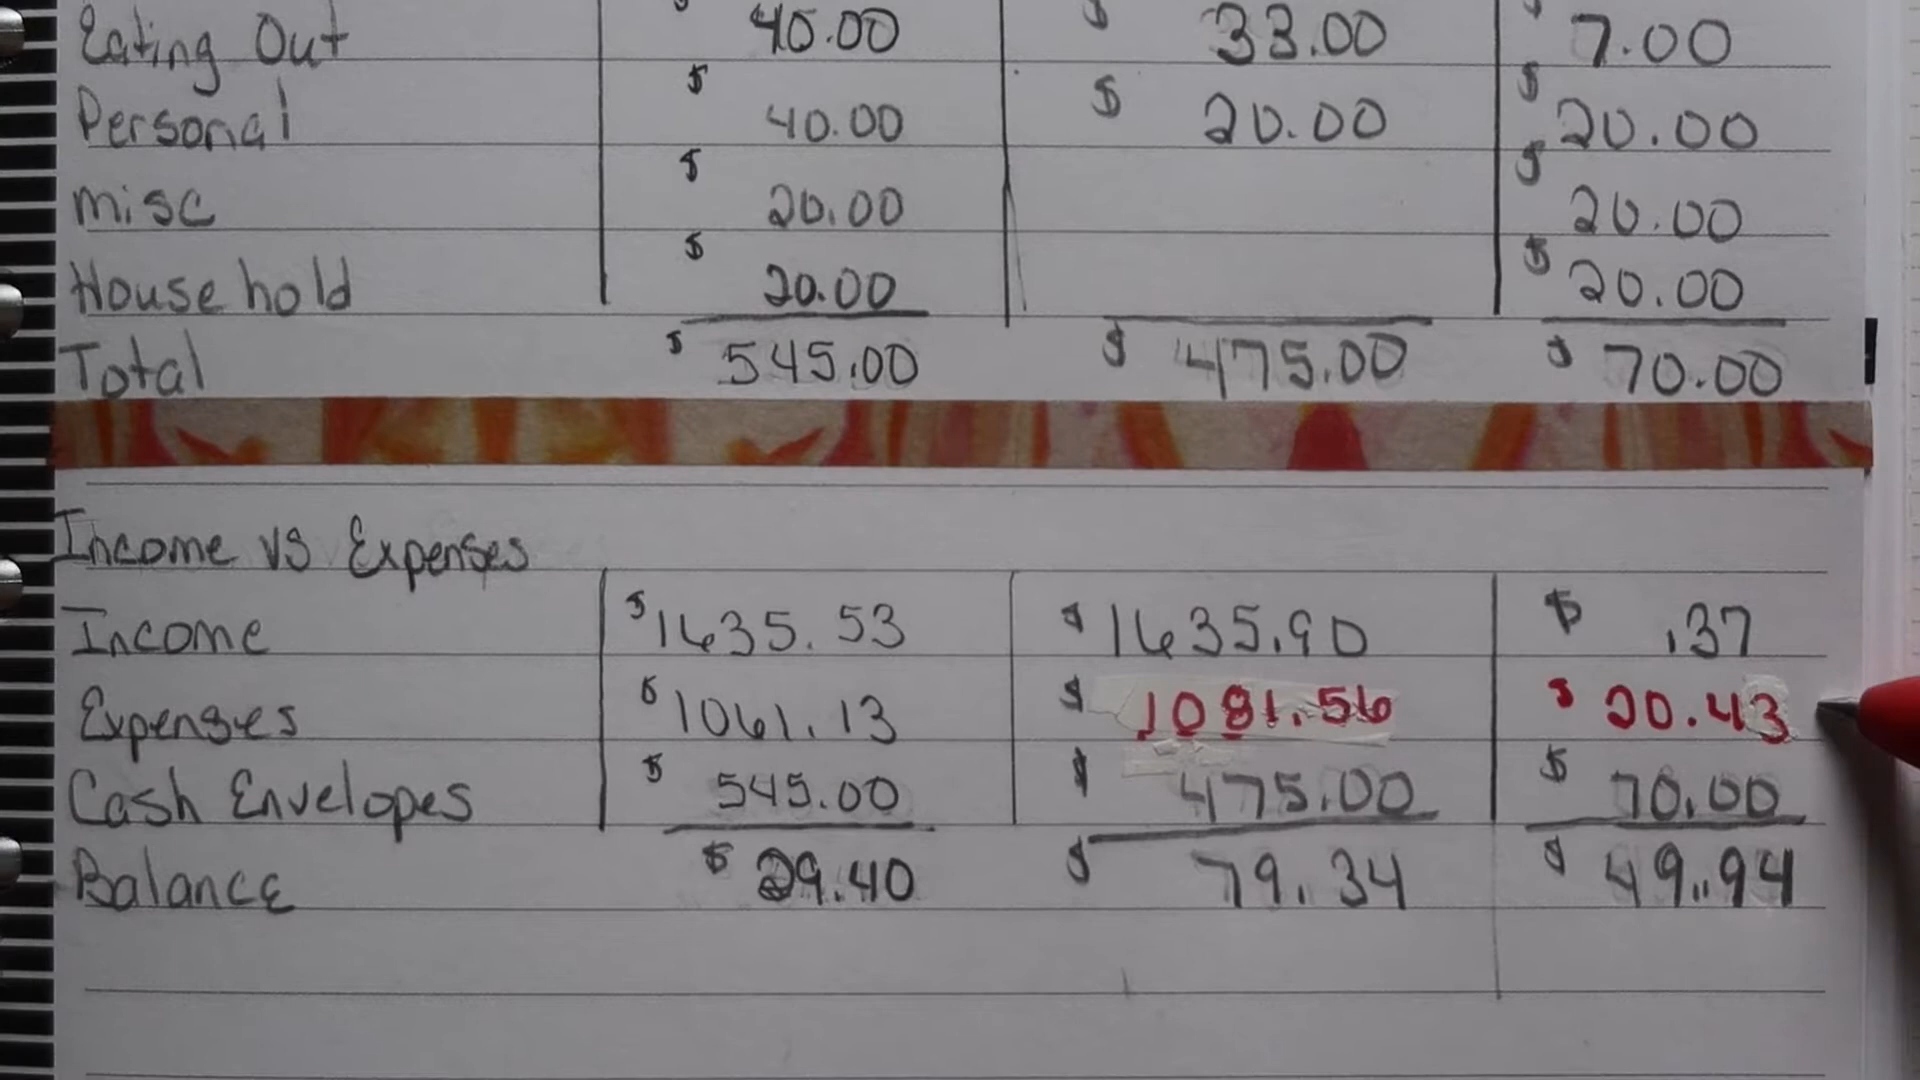 Eating Out $ 40.00 $ 33.00 $ 7.00
Personal $ 40.00 $ 20.00 $ 20.00
misc $ 20.00 $ 20.00
Household $ 20.00 $ 20.00
Total $ 545.00 $ 475.00 $ 70.00
Income vs Expenses
Income $ 1635.53 $ 1635.90 $ .37
Expenses $ 1061.13 $ 1081.56 $ 20.43
Cash Envelopes $ 545.00 $ 475.00 $ 70.00
Balance $ 29.40 $ 79.34 $ 49.94